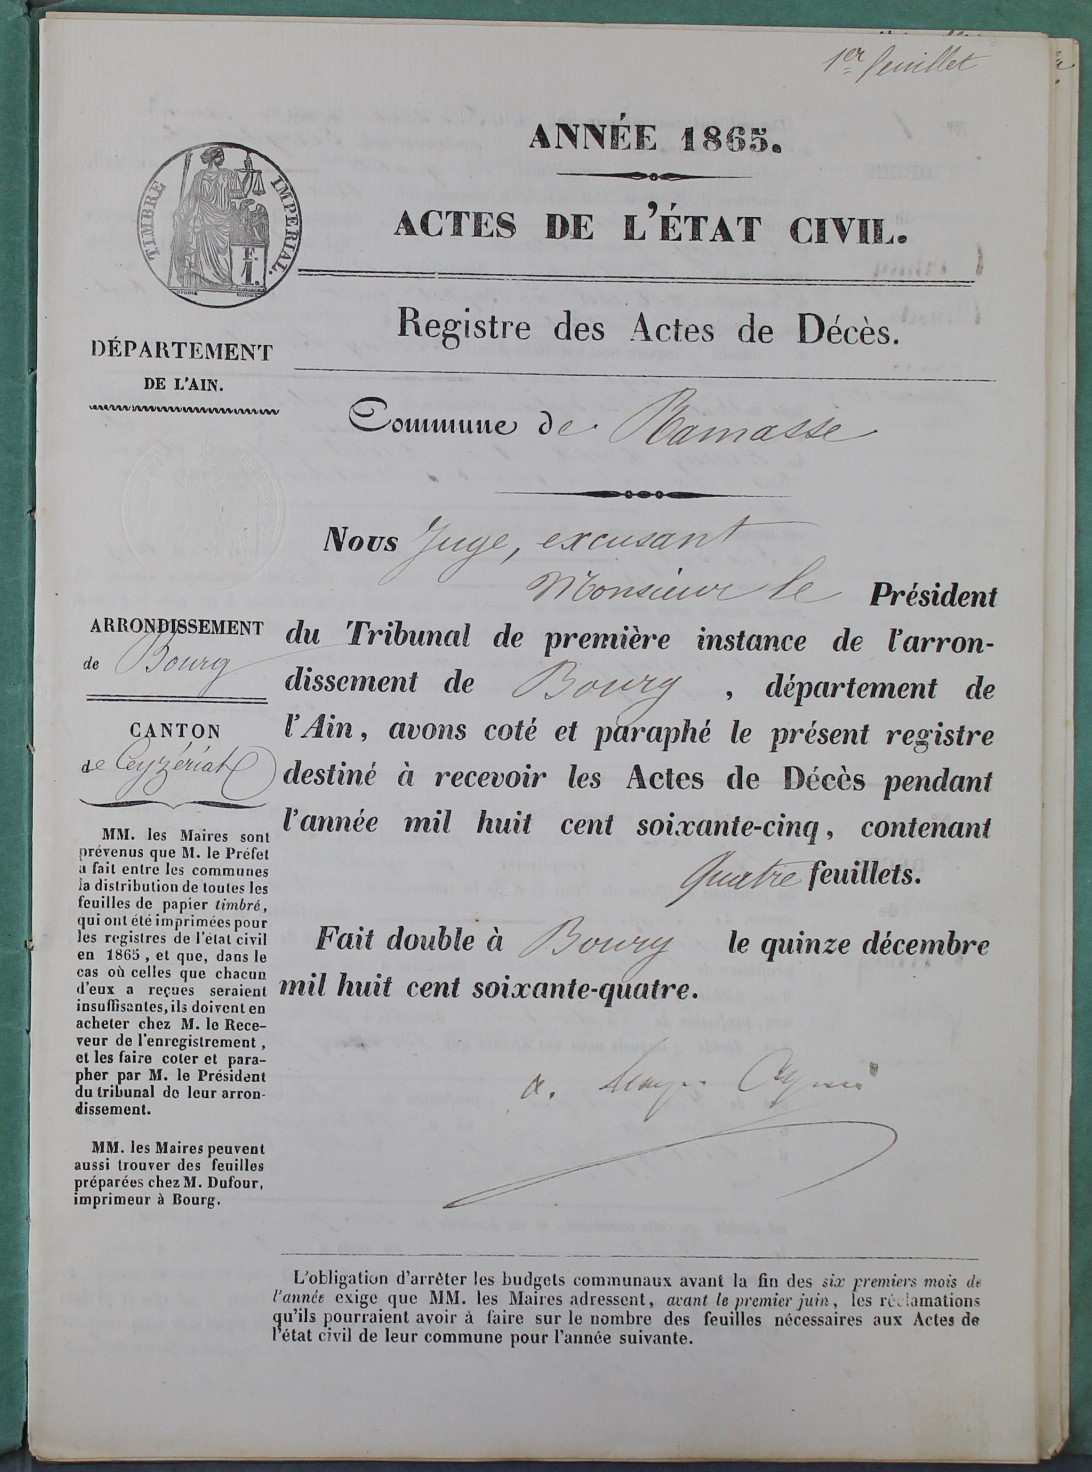 1er feuillet
ANNÉE 1865.
ACTES DE L'ÉTAT CIVIL.
TIMBRE IMPERIAL.
F.
1.
Registre des Actes de Décès.
DÉPARTEMENT
DE L'AIN.
Commune de Ramasse
Nous Juge, excusant
Monsieur le Président
du Tribunal de première instance de l'arron-
dissement de Bourg, département de
l'Ain, avons coté et paraphé le présent registre
destiné à recevoir les Actes de Décès pendant
l'année mil huit cent soixante-cinq, contenant
Quatre feuillets.
Fait double à Bourg le quinze décembre
mil huit cent soixante-quatre.
ARRONDISSEMENT
de Bourg
CANTON
de Ceyzériat
MM. les Maires sont
prévenus que M. le Préfet
a fait entre les communes
la distribution de toutes les
feuilles de papier timbré,
qui ont été imprimées pour
les registres de l'état civil
en 1865, et que, dans le
cas où celles que chacun
d'eux a reçues seraient
insuffisantes, ils doivent en
acheter chez M. le Rece-
veur de l'enregistrement,
et les faire coter et para-
pher par M. le Président
du tribunal de leur arron-
dissement.
MM. les Maires peuvent
aussi trouver des feuilles
préparées chez M. Dufour,
imprimeur à Bourg.
L'obligation d'arrêter les budgets communaux avant la fin des six premiers mois de
l'année exige que MM. les Maires adressent, avant le premier juin, les réclamations
qu'ils pourraient avoir à faire sur le nombre des feuilles nécessaires aux Actes de
l'état civil de leur commune pour l'année suivante.